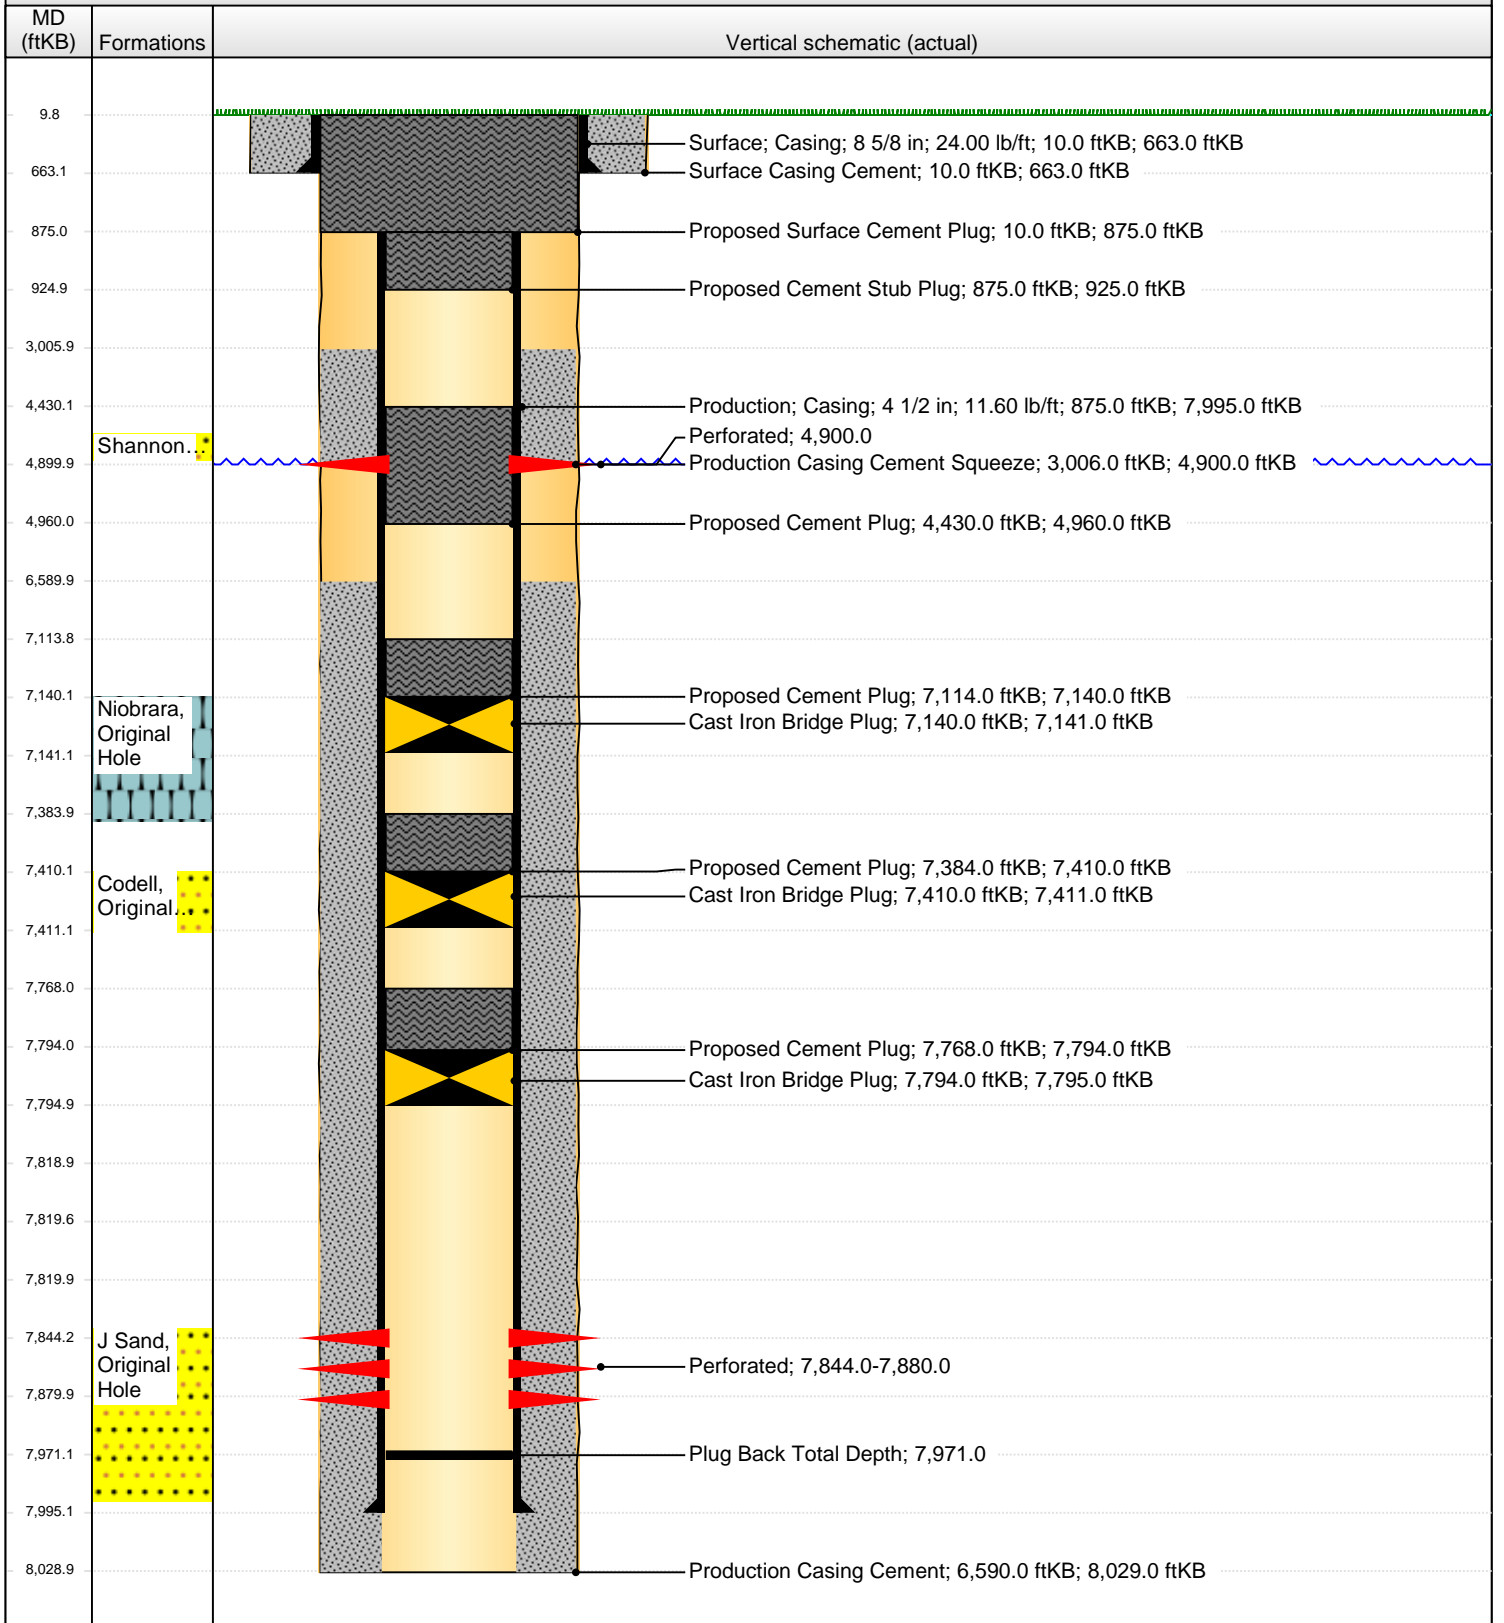 MD
(ftKB)
Formations
Vertical schematic (actual)
9.8
663.1
875.0
924.9
3,005.9
4,430.1
4,899.9
4,960.0
6,589.9
7,113.8
7,140.1
7,141.1
7,383.9
7,410.1
7,411.1
7,768.0
7,794.0
7,794.9
7,818.9
7,819.6
7,819.9
7,844.2
7,879.9
7,971.1
7,995.1
8,028.9
Shannon...
Niobrara,
Original
Hole
Codell,
Original...
J Sand,
Original
Hole
Surface; Casing; 8 5/8 in; 24.00 lb/ft; 10.0 ftKB; 663.0 ftKB
Surface Casing Cement; 10.0 ftKB; 663.0 ftKB
Proposed Surface Cement Plug; 10.0 ftKB; 875.0 ftKB
Proposed Cement Stub Plug; 875.0 ftKB; 925.0 ftKB
Production; Casing; 4 1/2 in; 11.60 lb/ft; 875.0 ftKB; 7,995.0 ftKB
Perforated; 4,900.0
Production Casing Cement Squeeze; 3,006.0 ftKB; 4,900.0 ftKB
Proposed Cement Plug; 4,430.0 ftKB; 4,960.0 ftKB
Proposed Cement Plug; 7,114.0 ftKB; 7,140.0 ftKB
Cast Iron Bridge Plug; 7,140.0 ftKB; 7,141.0 ftKB
Proposed Cement Plug; 7,384.0 ftKB; 7,410.0 ftKB
Cast Iron Bridge Plug; 7,410.0 ftKB; 7,411.0 ftKB
Proposed Cement Plug; 7,768.0 ftKB; 7,794.0 ftKB
Cast Iron Bridge Plug; 7,794.0 ftKB; 7,795.0 ftKB
Perforated; 7,844.0-7,880.0
Plug Back Total Depth; 7,971.0
Production Casing Cement; 6,590.0 ftKB; 8,029.0 ftKB